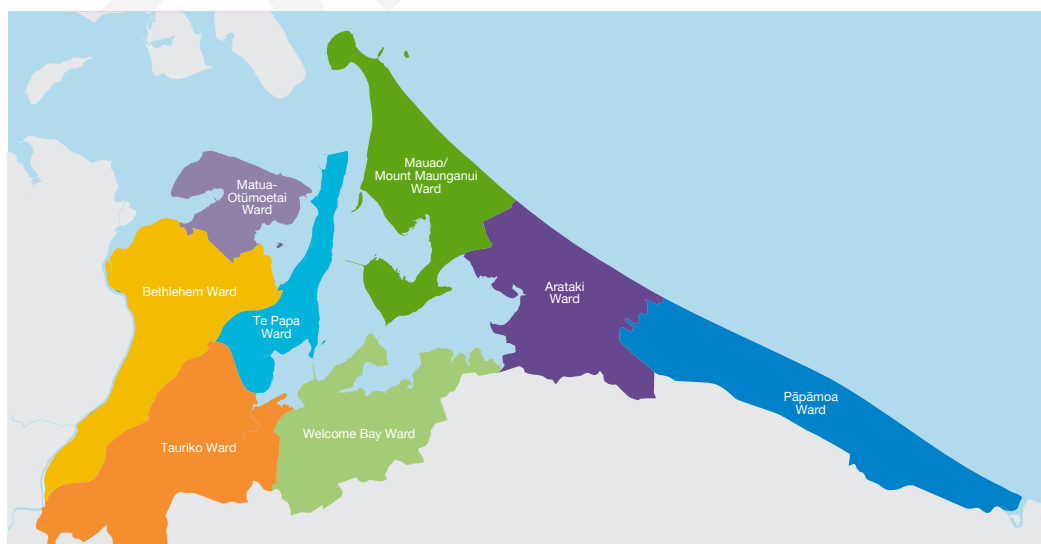 Mauao/
Mount Maunganui
Ward
Matua-
Otūmoetai
Ward
Bethlehem Ward
Arataki
Ward
Te Papa
Ward
Pāpāmoa
Ward
Welcome Bay Ward
Tauriko Ward